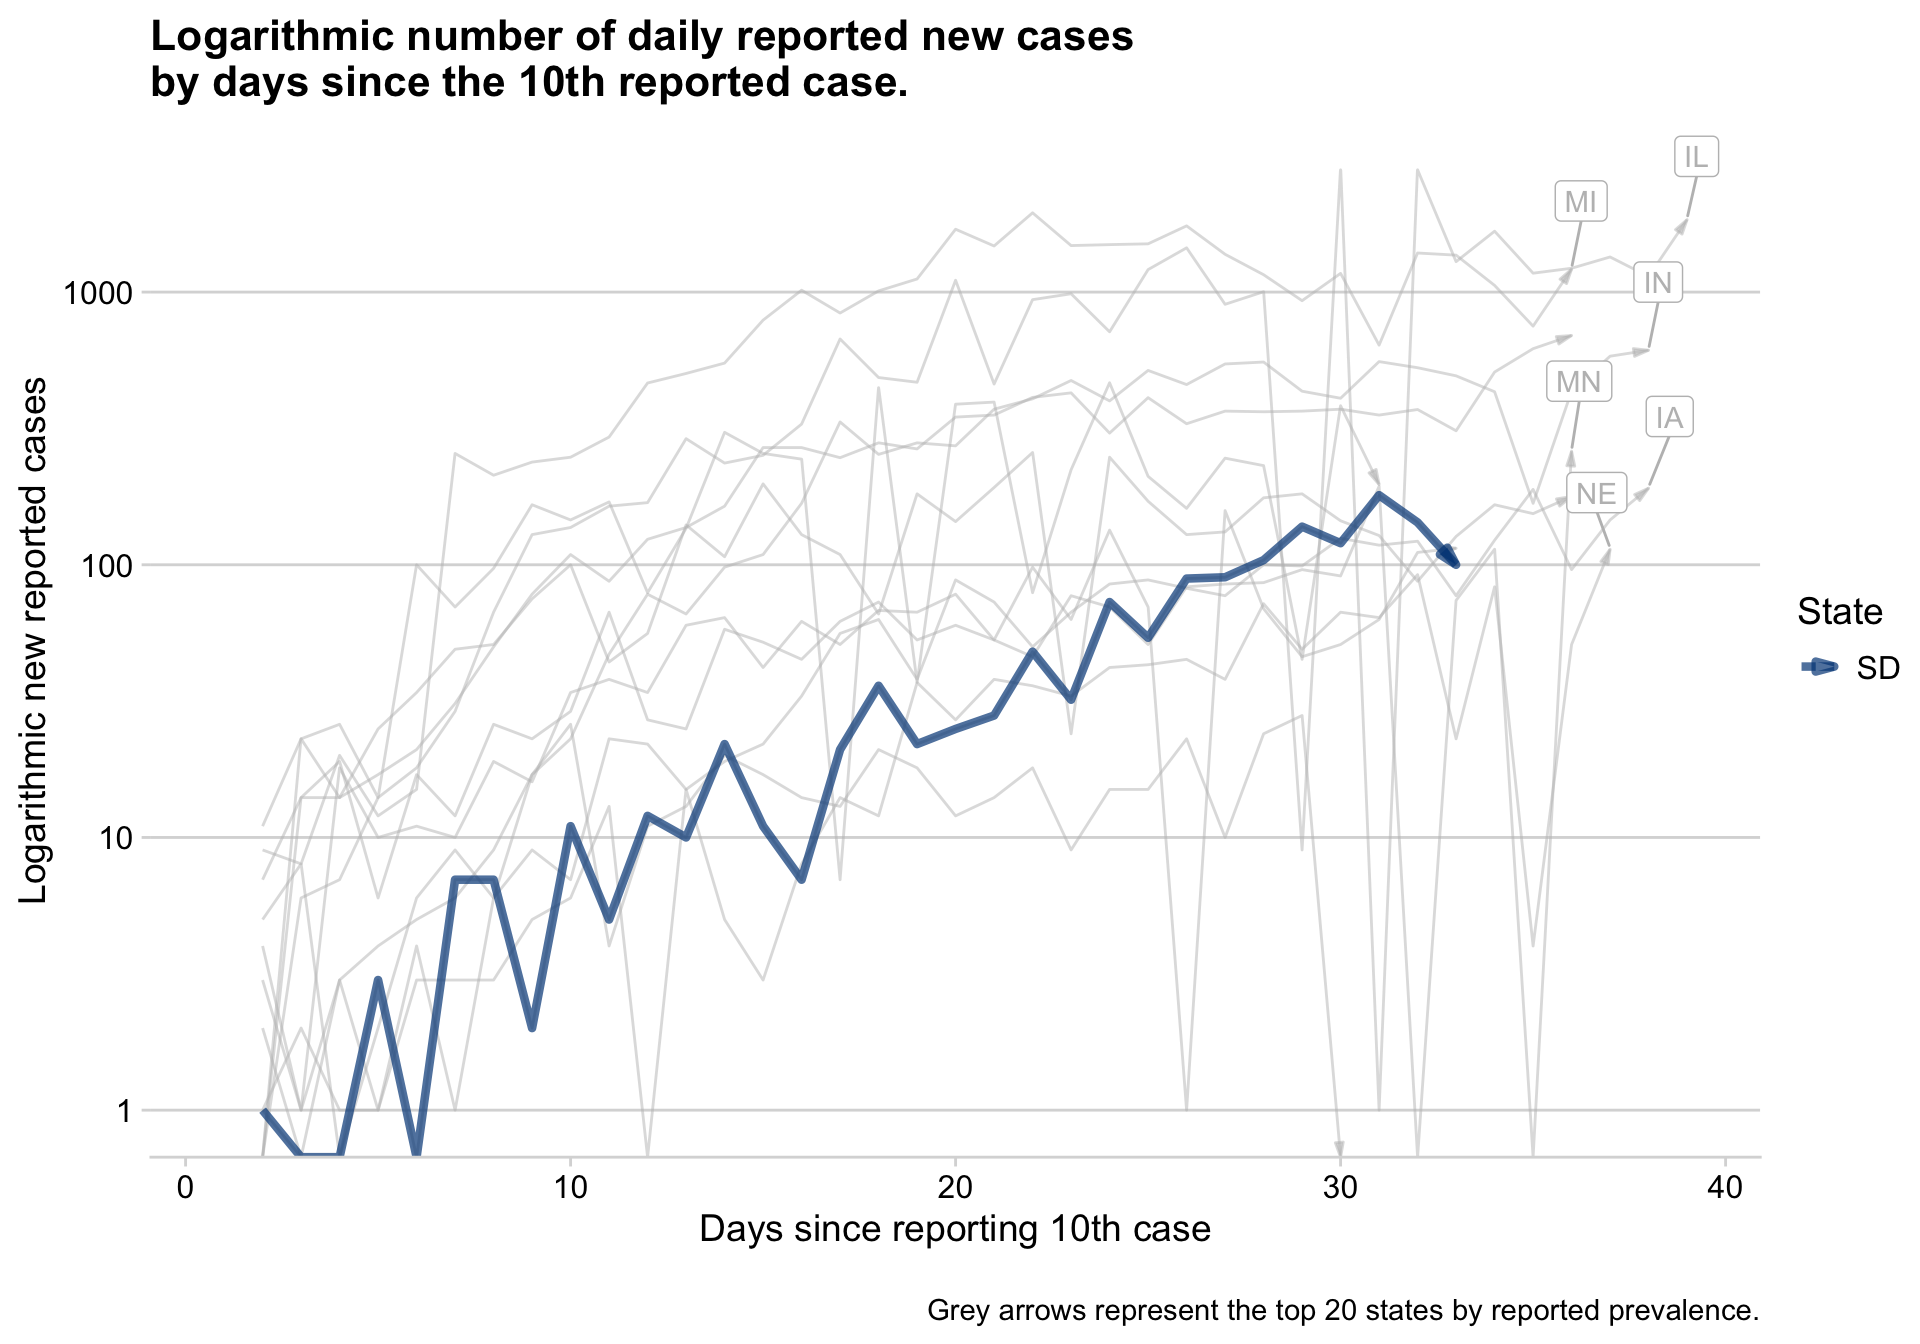 Logarithmic number of daily reported new cases
by days since the 10th reported case.
IL
MI
1000
IN
MN
IA
NE
100
10
1
Logarithmic new reported cases
State
SD
0 10 20 30 40
Days since reporting 10th case
Grey arrows represent the top 20 states by reported prevalence.